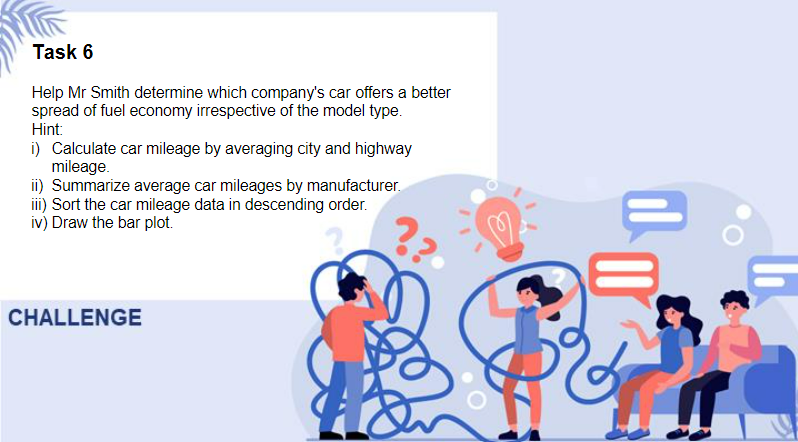 Task 6
Help Mr Smith determine which company's car offers a better
spread of fuel economy irrespective of the model type.
Hint:
i) Calculate car mileage by averaging city and highway
mileage.
ii) Summarize average car mileages by manufacturer.
iii) Sort the car mileage data in descending order.
iv) Draw the bar plot.
? ? ?
?
CHALLENGE